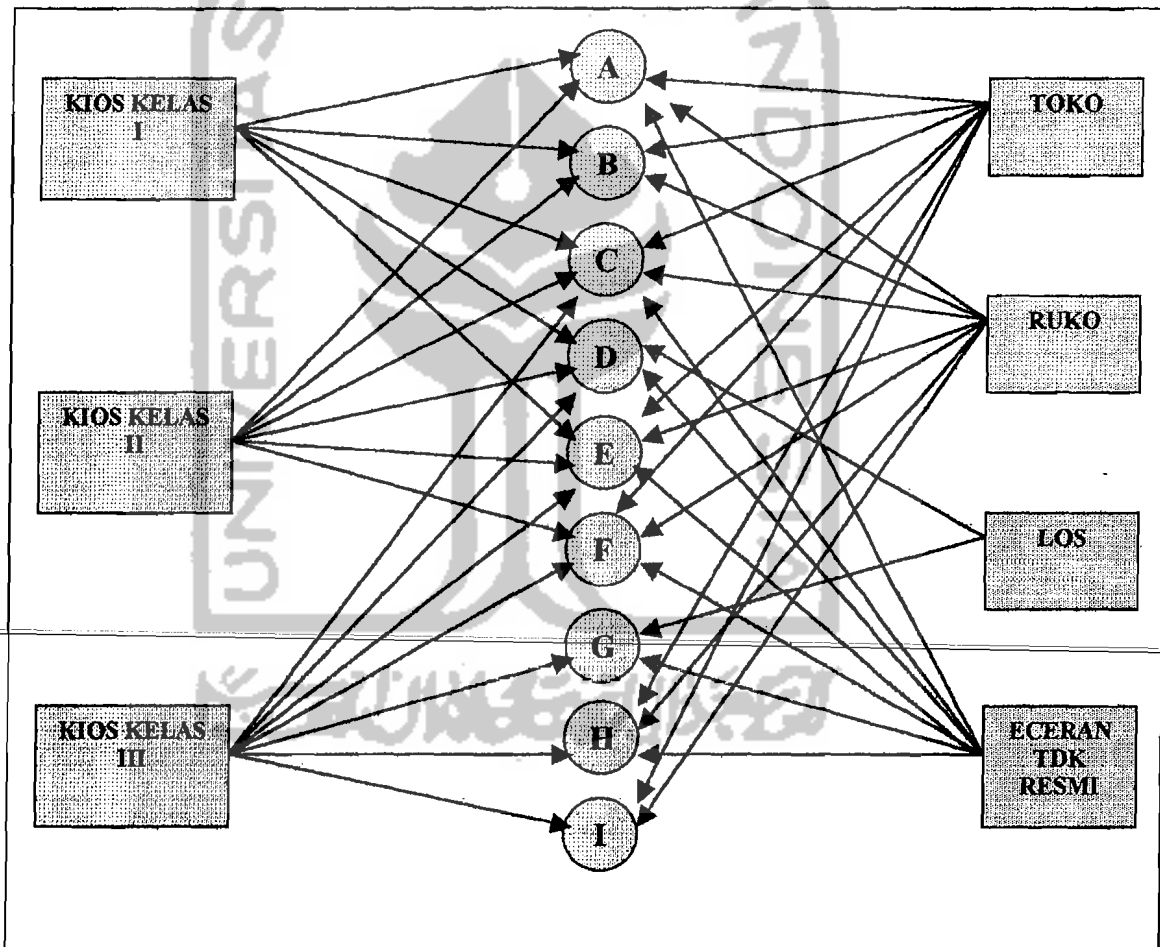 KIOS KELAS
I
KIOS KELAS
II
KIOS KELAS
III
A
B
C
D
E
F
G
H
I
TOKO
RUKO
LOS
ECERAN
TDK
RESMI